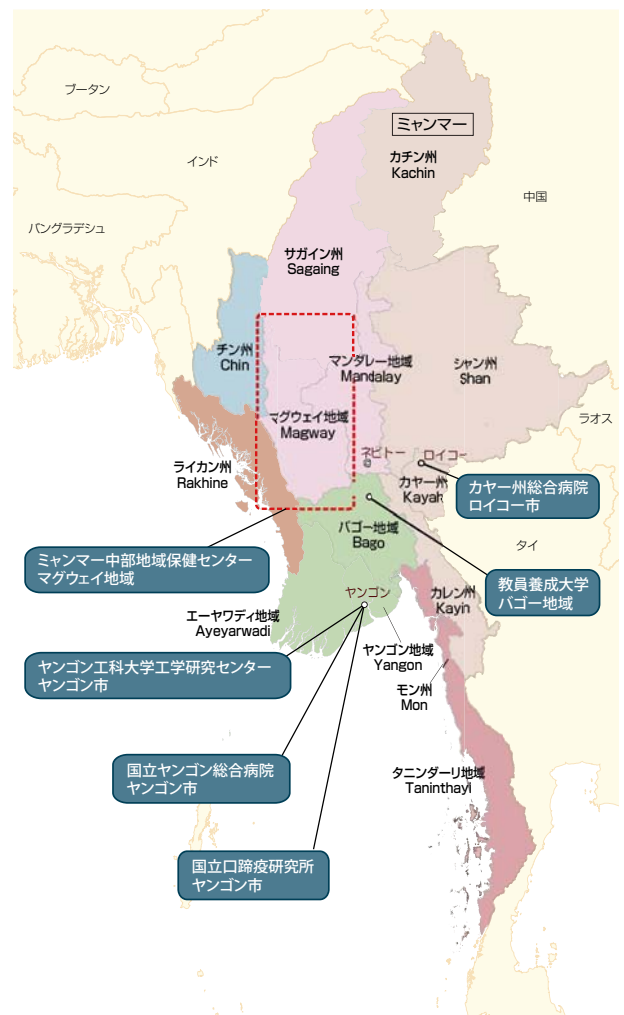 ブータン
ミャンマー
カチン州
Kachin
インド
中国
バングラデシュ
サガイン州
Sagaing
チン州
Chin
マンダレー地域
Mandalay
シャン州
Shan
マグウェイ地域
Magway
ラオス
ネピトー
ロイコー
ライカン州
Rakhine
カヤー州
Kayah
カヤー州総合病院
ロイコー市
バゴー地域
Bago
タイ
ミャンマー中部地域保健センター
マグウェイ地域
教員養成大学
バゴー地域
ヤンゴン
カレン州
Kayin
エーヤワディ地域
Ayeyarwadi
ヤンゴン地域
Yangon
ヤンゴン工科大学工学研究センター
ヤンゴン市
モン州
Mon
国立ヤンゴン総合病院
ヤンゴン市
タニンダーリ地域
Taninthayi
国立口蹄疫研究所
ヤンゴン市